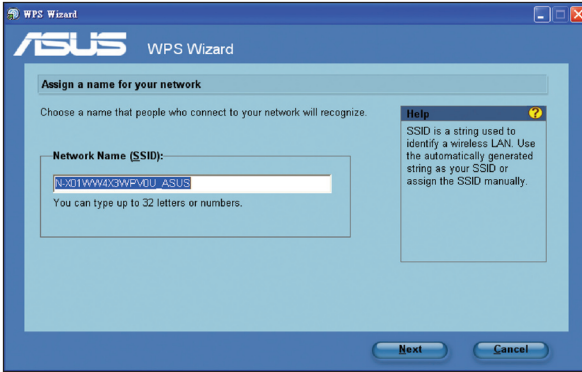 WPS Wizard
ASUS WPS Wizard
Assign a name for your network
Choose a name that people who connect to your network will recognize.
Network Name (SSID):
N-X01WW4X3WPV0U_ASUS
You can type up to 32 letters or numbers.
Help
SSID is a string used to
identify a wireless LAN. Use
the automatically generated
string as your SSID or
assign the SSID manually.
Next
Cancel